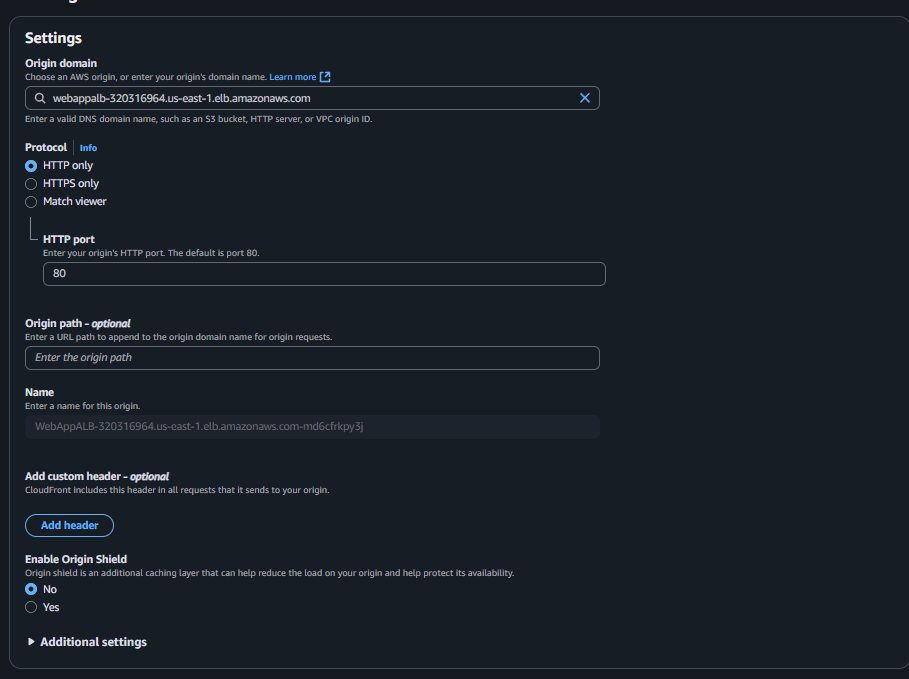 Settings
Origin domain
Choose an AWS origin, or enter your origin's domain name. Learn more
webappalb-320316964.us-east-1.elb.amazonaws.com
Enter a valid DNS domain name, such as an S3 bucket, HTTP server, or VPC origin ID.
Protocol Info
HTTP only
HTTPS only
Match viewer
HTTP port
Enter your origin's HTTP port. The default is port 80.
80
Origin path - optional
Enter a URL path to append to the origin domain name for origin requests.
Enter the origin path
Name
Enter a name for this origin.
WebAppALB-320316964.us-east-1.elb.amazonaws.com-md6cfrkpy3j
Add custom header - optional
CloudFront includes this header in all requests that it sends to your origin.
Add header
Enable Origin Shield
Origin shield is an additional caching layer that can help reduce the load on your origin and help protect its availability.
No
Yes
Additional settings